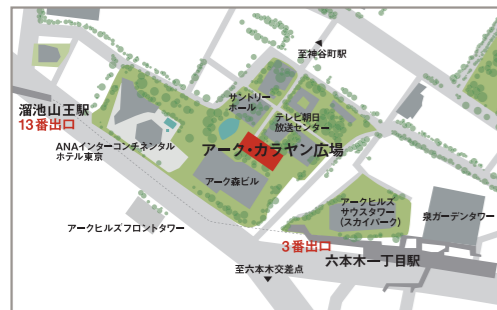 至神谷町駅
サントリー
ホール
テレビ朝日
放送センター
溜池山王駅
13番出口
ANAインターコンチネンタル
ホテル東京
アーク・カラヤン広場
アーク森ビル
アークヒルズ
サウスタワー
(スカイパーク)
泉ガーデンタワー
アークヒルズフロントタワー
3番出口
六本木一丁目駅
至六本木交差点